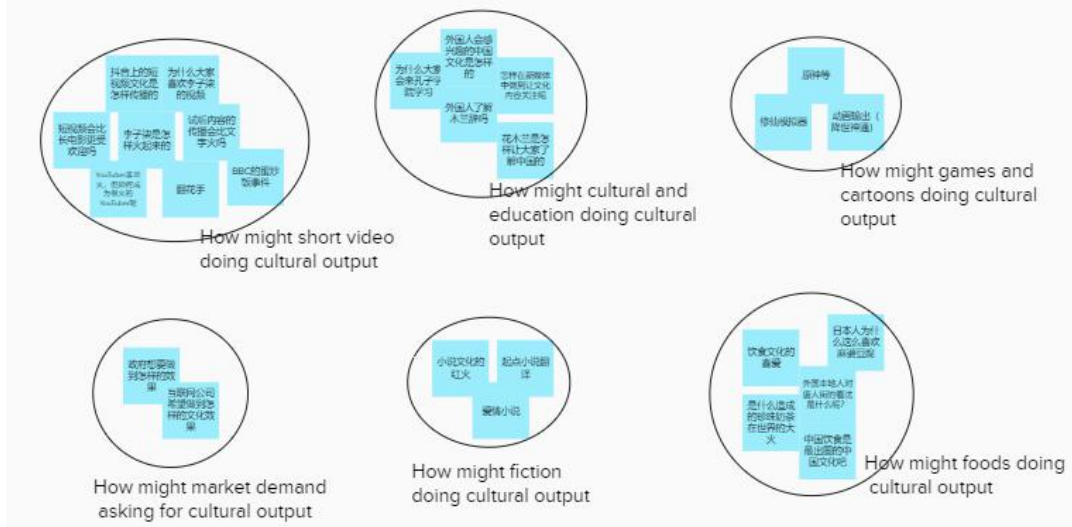 抖音上的短
视频文化是
怎样传播的
为什么大家
喜欢李子柒
的视频
短视频会比
长电影更受
欢迎吗
李子柒是怎
样火起来的
试听内容的
传播会比文
字火吗
翻花手
BBC的蛋炒
饭事件
How might short video
doing cultural output
为什么大家
会来孔子学
院学习
外国人会感
兴趣的中国
文化是怎样
的
怎样在新媒体
中做到让文化
内容关注呢
外国人了解
木兰辞吗
花木兰是怎
样让大家了
解中国的
How might cultural and
education doing cultural
output
原神等
修仙模拟器
动画输出（
降世神通）
How might games and
cartoons doing cultural
output
政府想要做
到怎样的效
果
互联网公司
希望做到怎
样的文化效
果
How might market demand
asking for cultural output
小说文化的
红火
起点小说翻
译
爱情小说
How might fiction
doing cultural output
饮食文化的
喜爱
日本人为什
么这么喜欢
麻婆豆腐
外国本地人对
唐人街的看法
是什么呢？
是什么造成
的珍珠奶茶
在世界的大
火
中国饮食是
最出圈的中
国文化吧
How might foods doing
cultural output